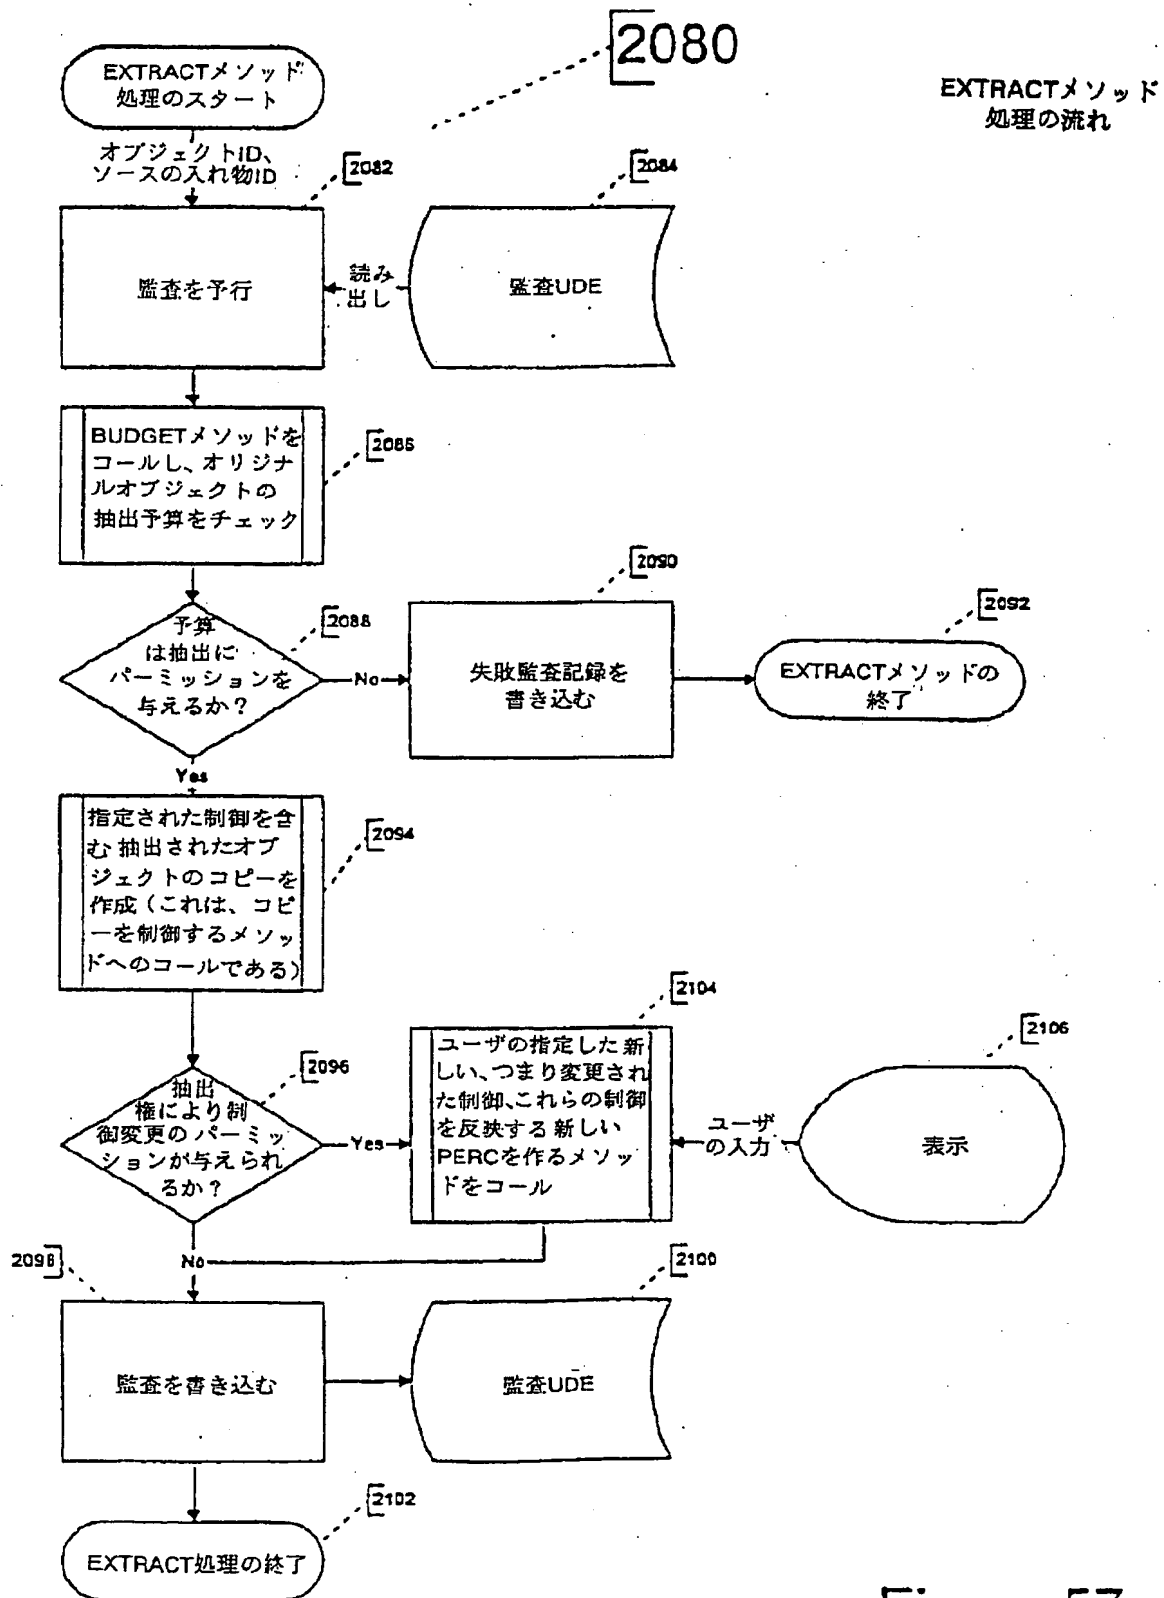 2080
EXTRACTメソッド
処理の流れ
EXTRACTメソッド
処理のスタート
オブジェクトID、
ソースの入れ物ID
2082
2084
監査を予行
読み
出し
監査UDE
BUDGETメソッドを
コールし、オリジナ
ルオブジェクトの
抽出予算をチェック
2086
予算
は抽出に
パーミッションを
与えるか?
2088
No
2090
失敗監査記録を
書き込む
2092
EXTRACTメソッドの
終了
Yes
指定された制御を含
む 抽出されたオブ
ジェクトのコピーを
作成(これは、コピ
ーを制御するメソッ
ドへのコールである)
2094
抽出
権により制
御変更の パーミッ
ションが与えられ
るか?
2096
Yes
2104
ユーザの指定した 新
しい、つまり変更され
た制御、これらの制御
を反映する 新しい
PERCを作るメソッ
ドをコール
ユーザ
の入力
2106
表示
No
2098
監査を書き込む
2100
監査UDE
2102
EXTRACT処理の終了